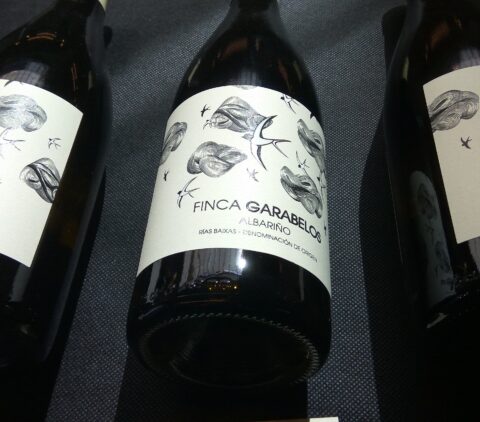 FINCA GARABELOS
ALBARIÑO
RÍAS BAIXAS - DENOMINACIÓN DE ORIGEN